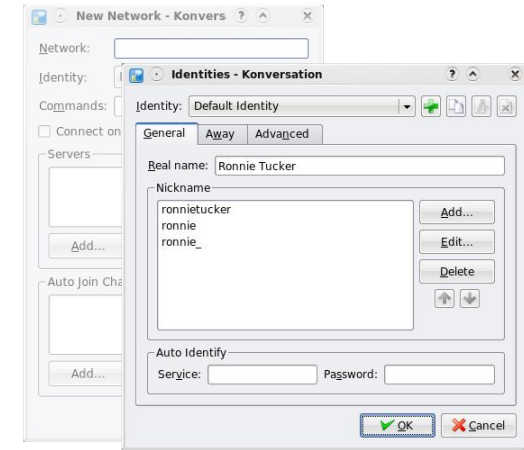 New Network - Konvers
Network:
Identity:
Commands:
Connect on
Servers
Add...
Auto Join Cha
Add...
Identities - Konversation
Identity: Default Identity
General Away Advanced
Real name: Ronnie Tucker
Nickname
ronnietucker
ronnie
ronnie_
Add...
Edit...
Delete
Auto Identify
Service: Password:
OK Cancel